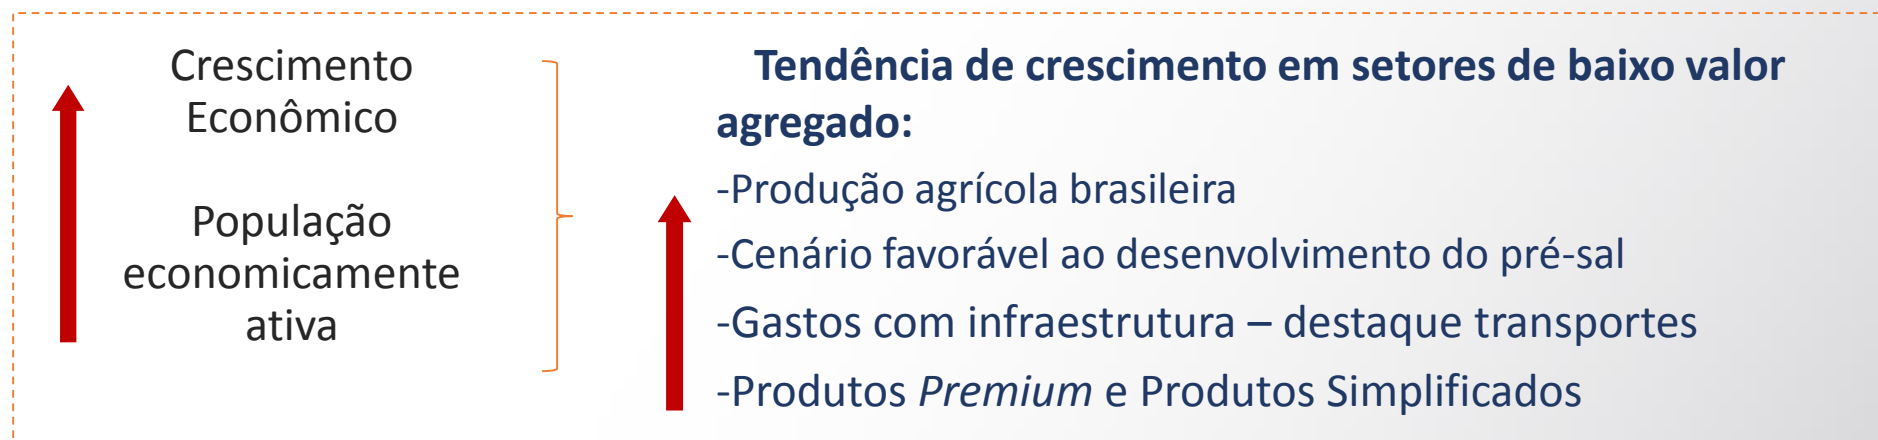 Crescimento
Econômico
População
economicamente
ativa
Tendência de crescimento em setores de baixo valor
agregado:
-Produção agrícola brasileira
-Cenário favorável ao desenvolvimento do pré-sal
-Gastos com infraestrutura – destaque transportes
-Produtos Premium e Produtos Simplificados